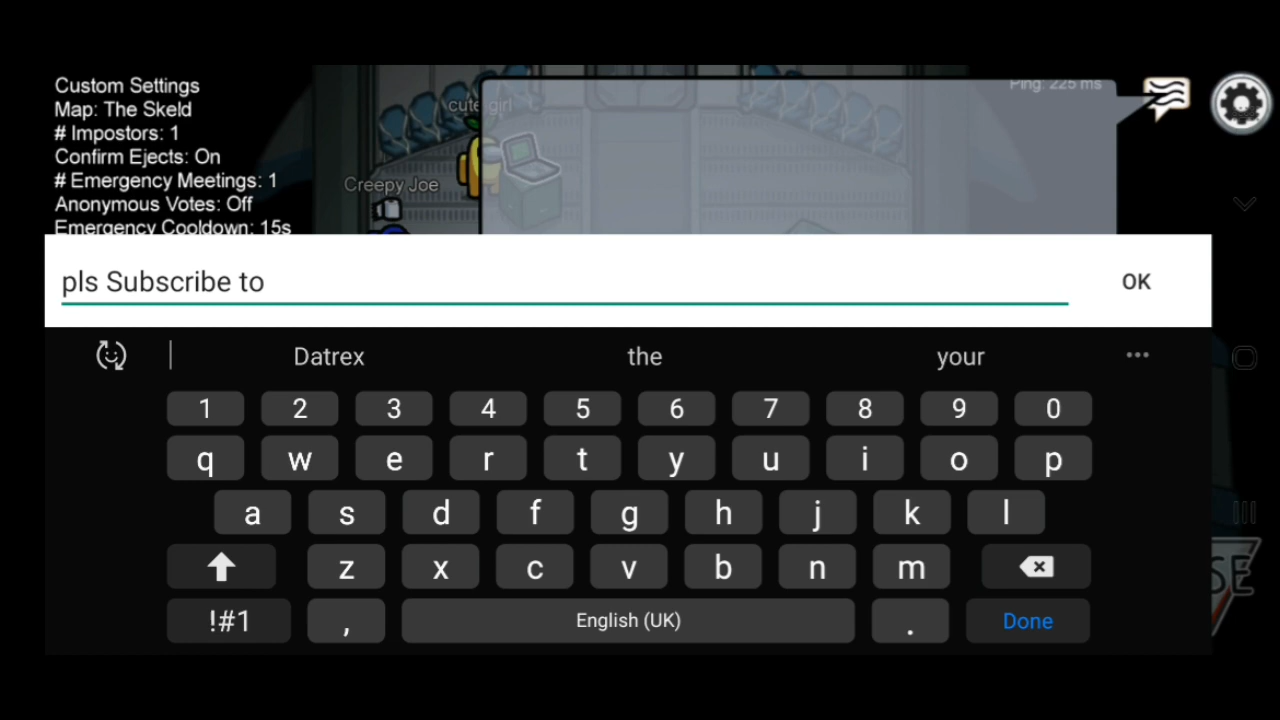 Custom Settings
Map: The Skeld
# Impostors: 1
Confirm Ejects: On
# Emergency Meetings: 1
Anonymous Votes: Off
Emergency Cooldown: 15s
Ping: 225 ms
cute girl
Creepy Joe
pls Subscribe to
OK
Datrex the your
1 2 3 4 5 6 7 8 9 0
q w e r t y u i o p
a s d f g h j k l
z x c v b n m
!#1 , English (UK) . Done